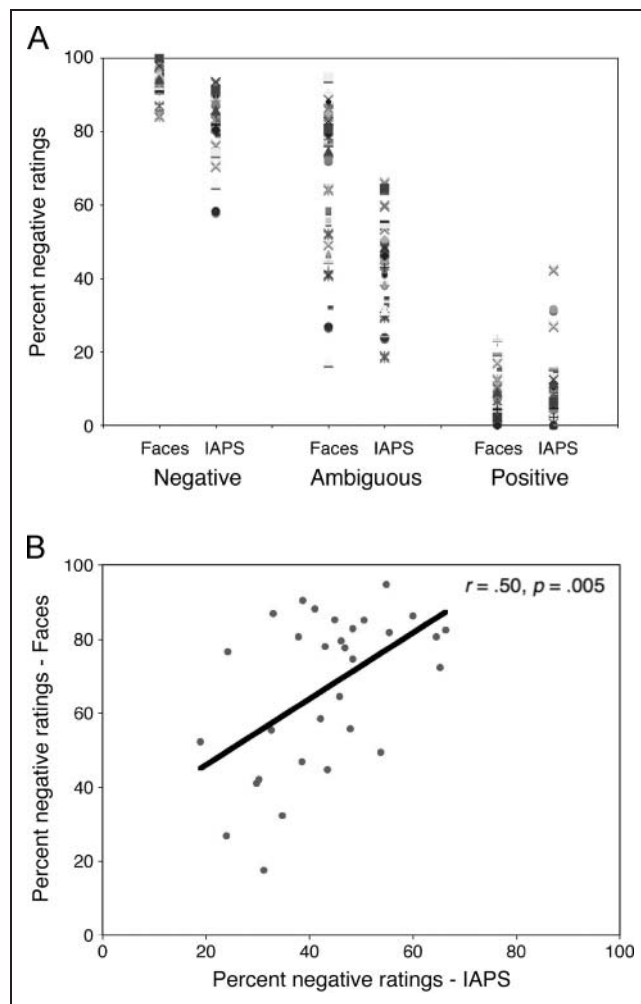 A
100
80
60
40
20
0
Percent negative ratings
Faces IAPS Faces IAPS Faces IAPS
Negative Ambiguous Positive
B
r = .50, p = .005
100
80
60
40
20
0
Percent negative ratings - Faces
0 20 40 60 80 100
Percent negative ratings - IAPS